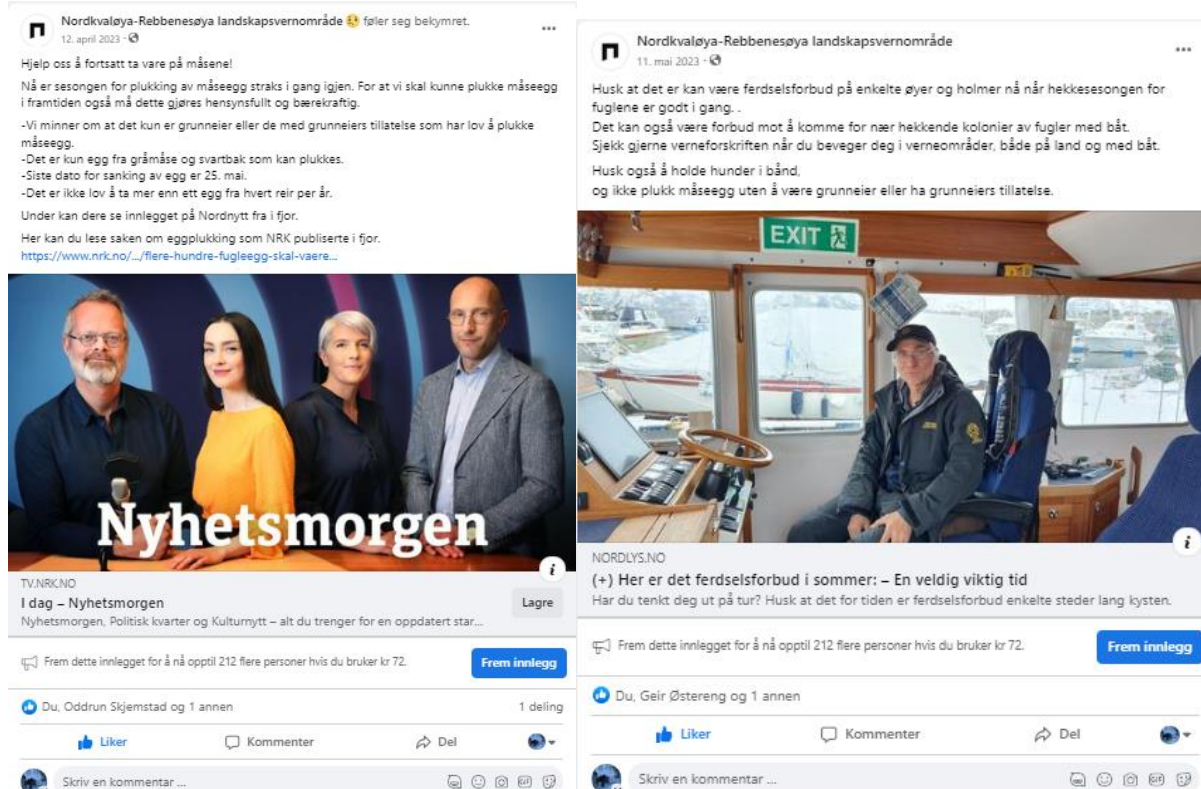 Nordkvaløya-Rebbenesøya landskapsvernområde føler seg bekymret.
12. april 2023 ·
Hjelp oss å fortsatt ta vare på måsene!
Nå er sesongen for plukking av måseegg straks i gang igjen. For at vi skal kunne plukke måseegg
i framtiden også må dette gjøres hensynsfullt og bærekraftig.
-Vi minner om at det kun er grunneier eller de med grunneiers tillatelse som har lov å plukke
måseegg.
-Det er kun egg fra gråmåse og svartbak som kan plukkes.
-Siste dato for sanking av egg er 25. mai.
-Det er ikke lov å ta mer enn ett egg fra hvert reir per år.
Under kan dere se innlegget på Nordnytt fra i fjor.
Her kan du lese saken om eggplukking som NRK publiserte i fjor.
https://www.nrk.no/.../flere-hundre-fugleegg-skal-vaere...
Nyhetsmorgen
TV.NRK.NO
I dag – Nyhetsmorgen
Nyhetsmorgen, Politisk kvarter og Kulturnytt – alt du trenger for en oppdatert star...
Lagre
Frem dette innlegget for å nå opptil 212 flere personer hvis du bruker kr 72.
Frem innlegg
Du, Oddrun Skjemstad og 1 annen
1 deling
Liker
Kommenter
Del
Skriv en kommentar ...
GIF
Nordkvaløya-Rebbenesøya landskapsvernområde
11. mai 2023 ·
Husk at det er kan være ferdselsforbud på enkelte øyer og holmer nå når hekkesesongen for
fuglene er godt i gang. .
Det kan også være forbud mot å komme for nær hekkende kolonier av fugler med båt.
Sjekk gjerne verneforskriften når du beveger deg i verneområder, både på land og med båt.
Husk også å holde hunder i bånd,
og ikke plukk måseegg uten å være grunneier eller ha grunneiers tillatelse.
EXIT
NORDLYS.NO
(+) Her er det ferdselsforbud i sommer: – En veldig viktig tid
Har du tenkt deg ut på tur? Husk at det for tiden er ferdselsforbud enkelte steder lang kysten.
Frem dette innlegget for å nå opptil 212 flere personer hvis du bruker kr 72.
Frem innlegg
Du, Geir Østereng og 1 annen
Liker
Kommenter
Del
Skriv en kommentar ...
GIF